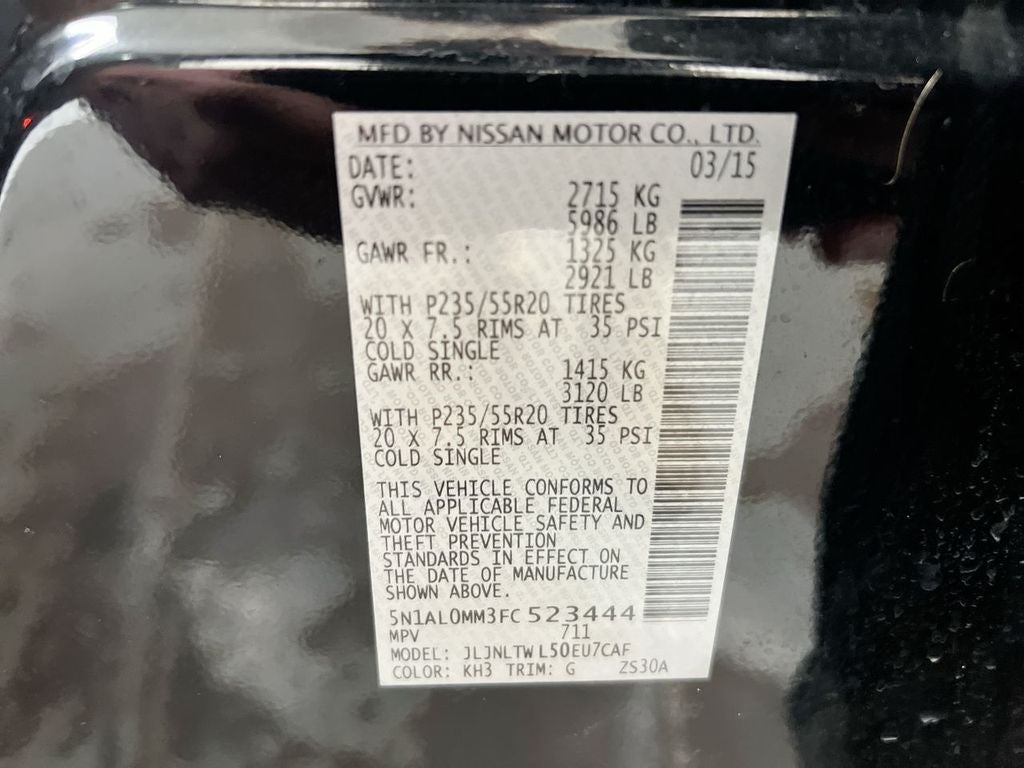 MFD BY NISSAN MOTOR CO., LTD.
DATE: 03/15
GVWR: 2715 KG
5986 LB
GAWR FR.: 1325 KG
2921 LB
WITH P235/55R20 TIRES
20 X 7.5 RIMS AT 35 PSI
COLD SINGLE
GAWR RR.: 1415 KG
3120 LB
WITH P235/55R20 TIRES
20 X 7.5 RIMS AT 35 PSI
COLD SINGLE
THIS VEHICLE CONFORMS TO
ALL APPLICABLE FEDERAL
MOTOR VEHICLE SAFETY AND
THEFT PREVENTION
STANDARDS IN EFFECT ON
THE DATE OF MANUFACTURE
SHOWN ABOVE.
5N1AL0MM3FC 523444
MPV 711
MODEL: JLJNLTW L50EU7CAF
COLOR: KH3 TRIM: G ZS30A